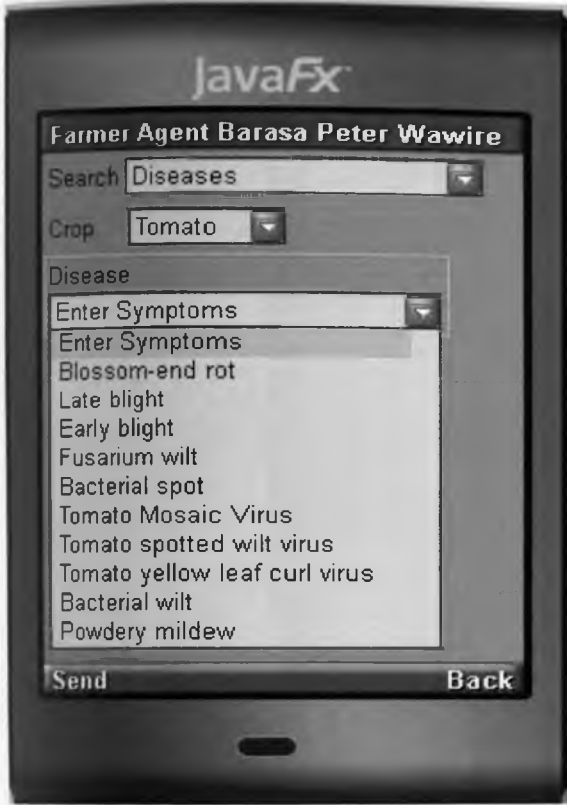 JavaFx
Farmer Agent Barasa Peter Wawire
Search Diseases
Crop Tomato
Disease
Enter Symptoms
Enter Symptoms
Blossom-end rot
Late blight
Early blight
Fusarium wilt
Bacterial spot
Tomato Mosaic Virus
Tomato spotted wilt virus
Tomato yellow leaf curl virus
Bacterial wilt
Powdery mildew
Send Back